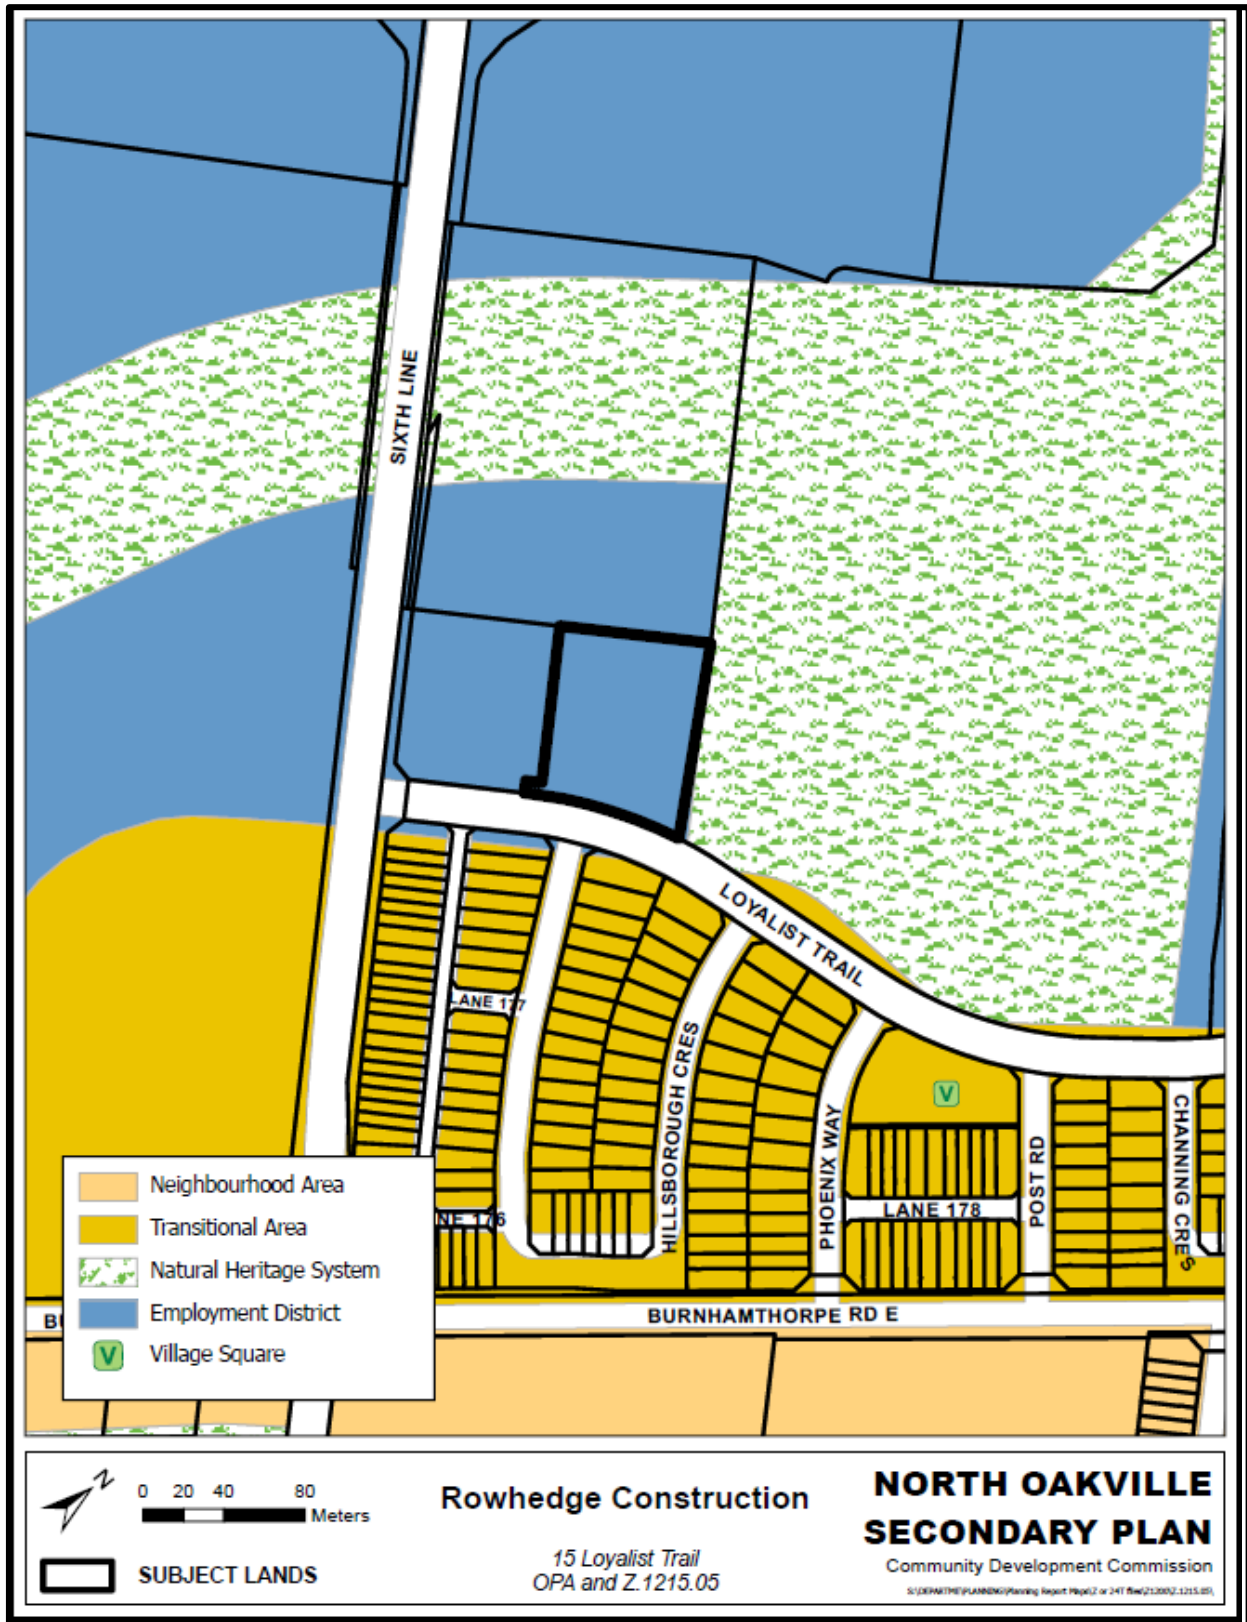 SIXTH LINE
LOYALIST TRAIL
LANE 177
HILLSBOROUGH CRES
PHOENIX WAY
V
POST RD
CHANNING CRES
LANE 178
NE 176
BU
BURNHAMTHORPE RD E
Neighbourhood Area
Transitional Area
Natural Heritage System
Employment District
V
Village Square
N
0 20 40 80
Meters
SUBJECT LANDS
Rowhedge Construction
15 Loyalist Trail
OPA and Z.1215.05
NORTH OAKVILLE
SECONDARY PLAN
Community Development Commission